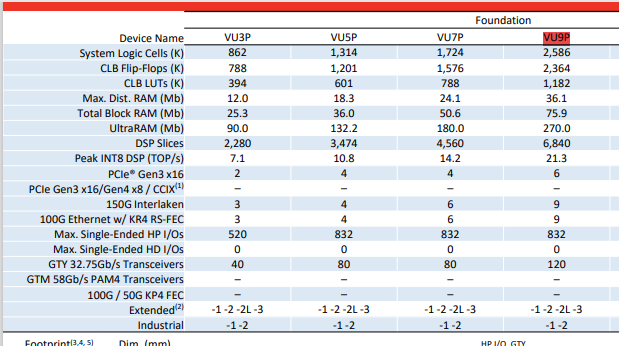 Foundation
Device Name VU3P VU5P VU7P VU9P
System Logic Cells (K) 862 1,314 1,724 2,586
CLB Flip-Flops (K) 788 1,201 1,576 2,364
CLB LUTs (K) 394 601 788 1,182
Max. Dist. RAM (Mb) 12.0 18.3 24.1 36.1
Total Block RAM (Mb) 25.3 36.0 50.6 75.9
UltraRAM (Mb) 90.0 132.2 180.0 270.0
DSP Slices 2,280 3,474 4,560 6,840
Peak INT8 DSP (TOP/s) 7.1 10.8 14.2 21.3
PCIe® Gen3 x16 2 4 4 6
PCIe Gen3 x16/Gen4 x8 / CCIX(1) – – – –
150G Interlaken 3 4 6 9
100G Ethernet w/ KR4 RS-FEC 3 4 6 9
Max. Single-Ended HP I/Os 520 832 832 832
Max. Single-Ended HD I/Os 0 0 0 0
GTY 32.75Gb/s Transceivers 40 80 80 120
GTM 58Gb/s PAM4 Transceivers – – – –
100G / 50G KP4 FEC – – – –
Extended(2) -1 -2 -2L -3 -1 -2 -2L -3 -1 -2 -2L -3 -1 -2 -2L -3
Industrial -1 -2 -1 -2 -1 -2 -1 -2
Footprint(3,4, 5) Dim. (mm) HP I/O, GTY